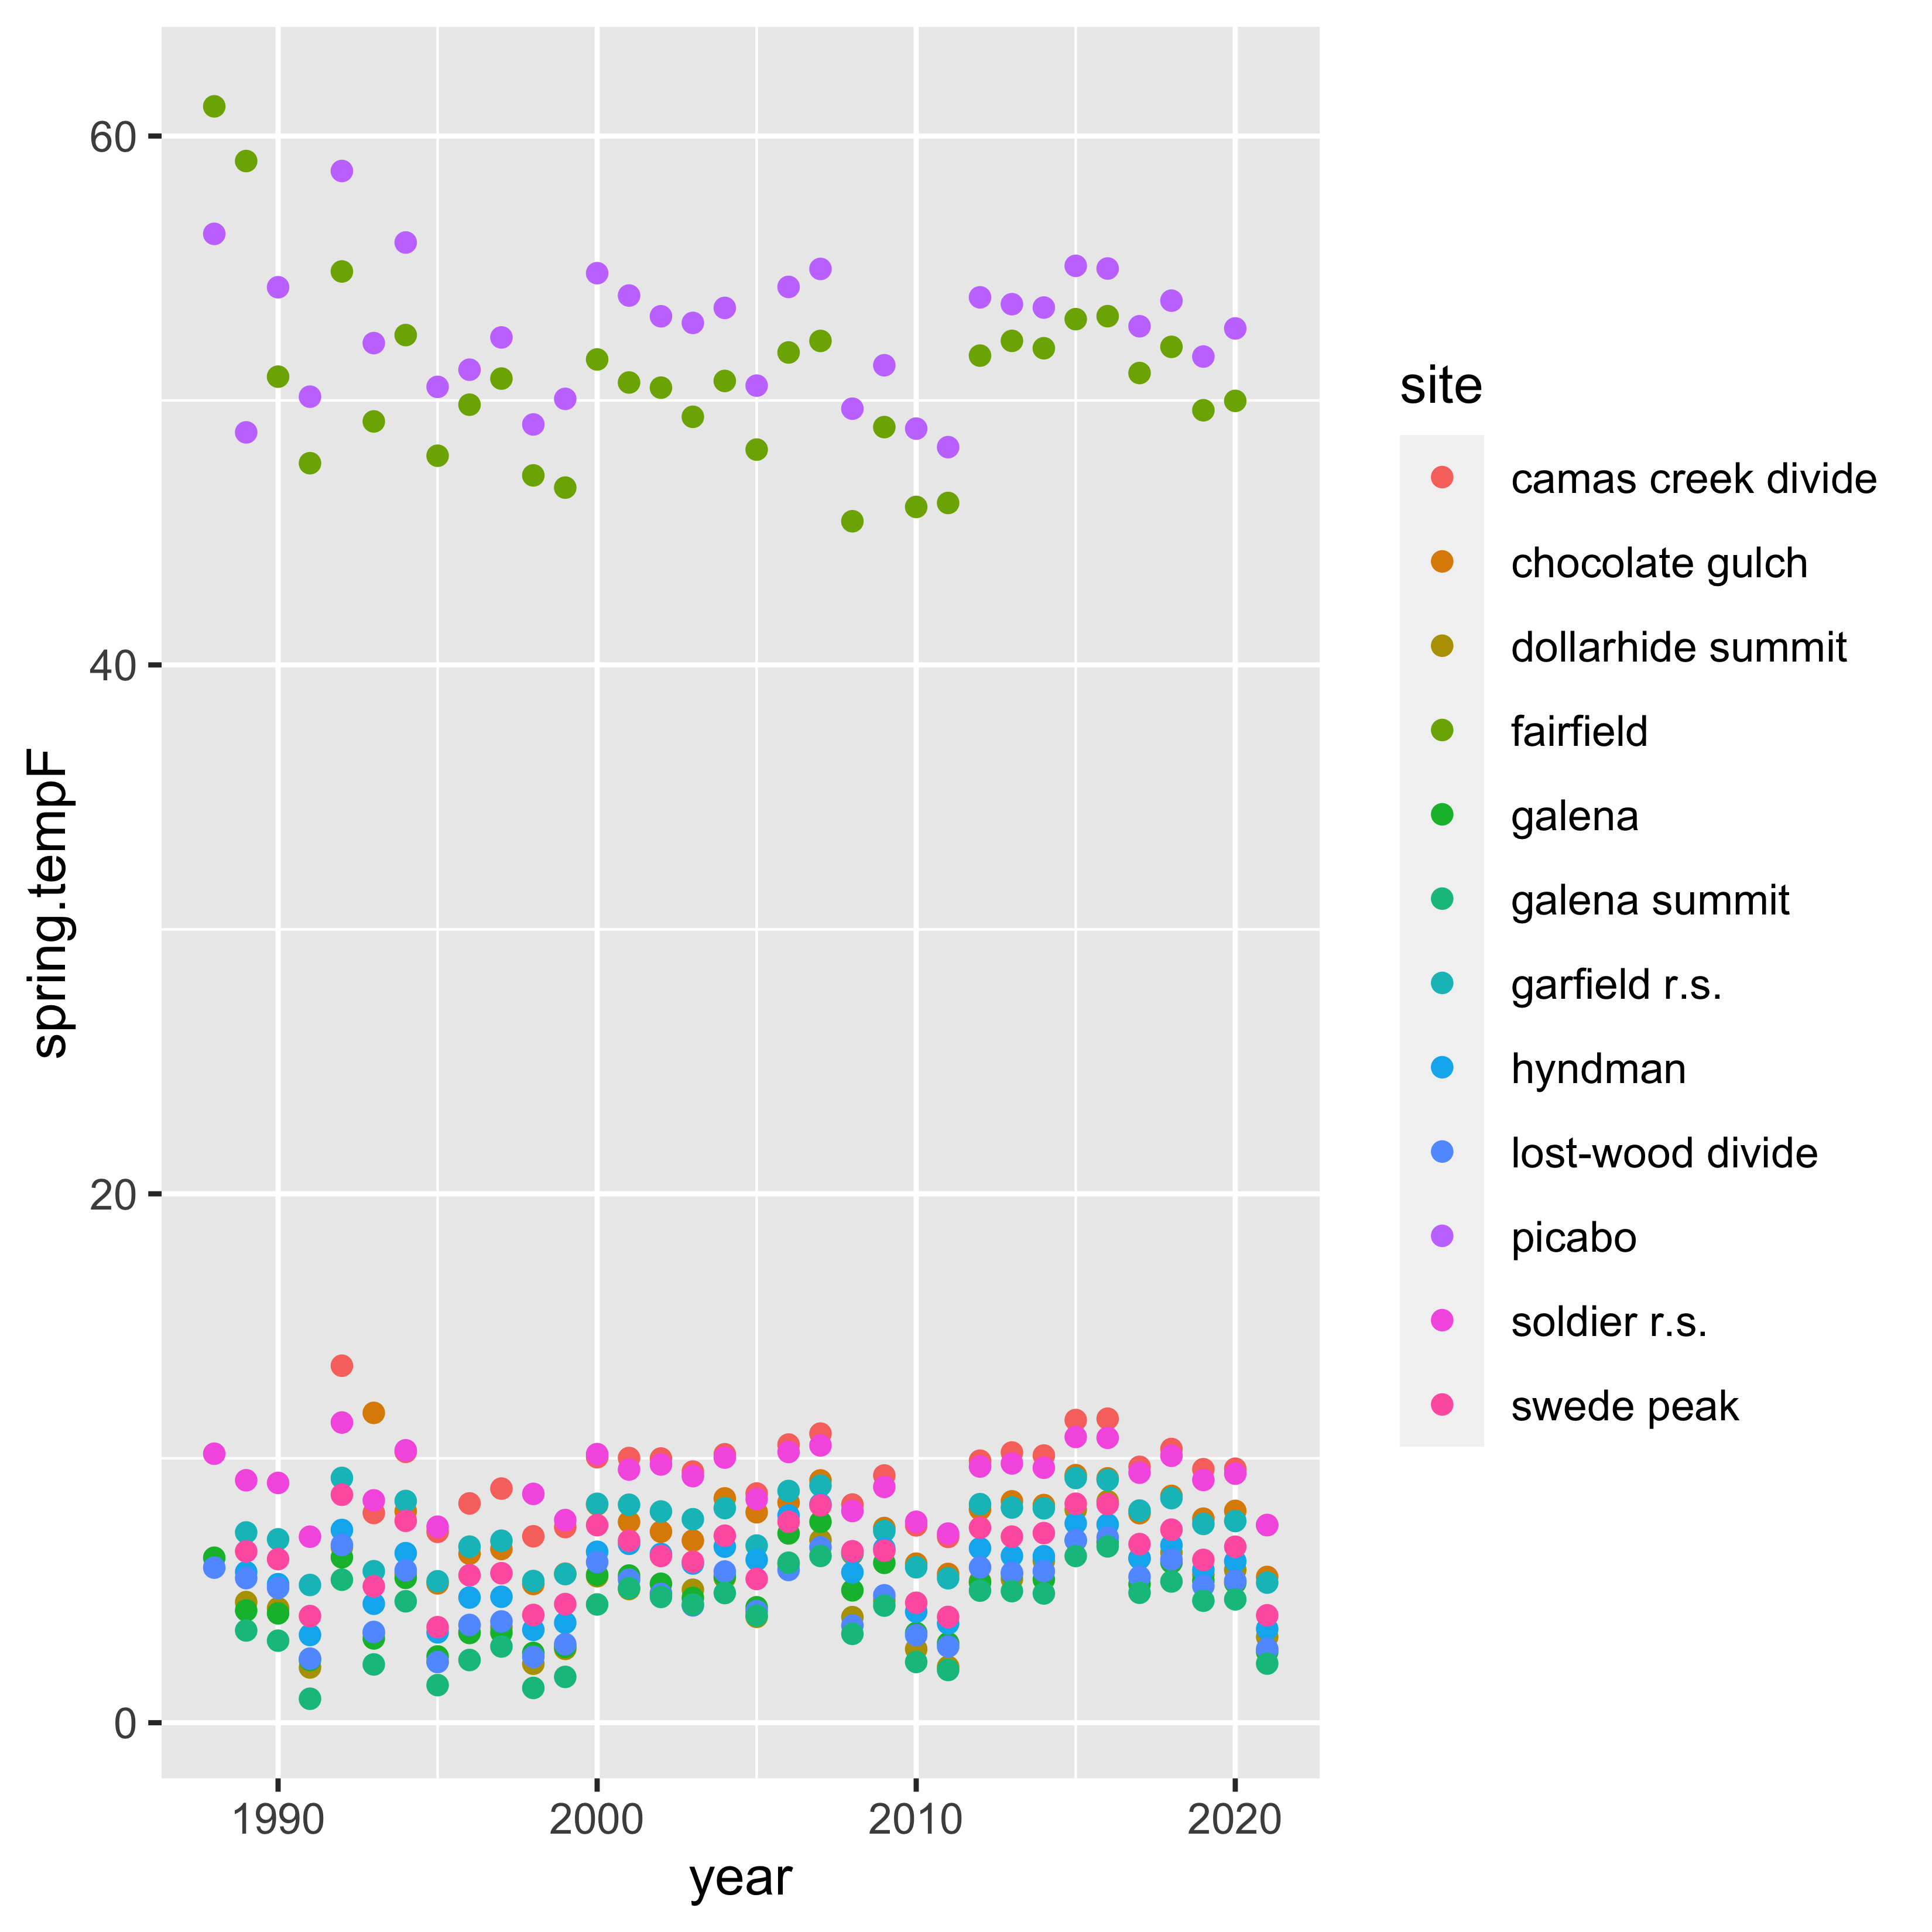 60
40
20
0
spring.tempF
1990
2000
2010
2020
year
site
camas creek divide
chocolate gulch
dollarhide summit
fairfield
galena
galena summit
garfield r.s.
hyndman
lost-wood divide
picabo
soldier r.s.
swede peak